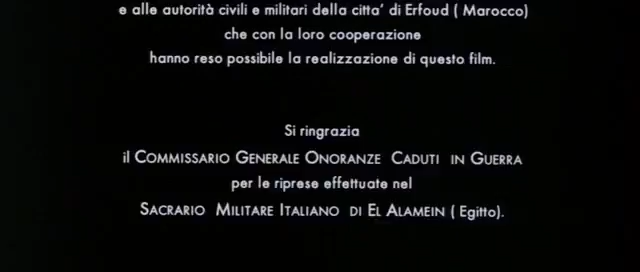 e alle autorità civili e militari della citta' di Erfoud ( Marocco)
che con la loro cooperazione
hanno reso possibile la realizzazione di questo film.
Si ringrazia
il COMMISSARIO GENERALE ONORANZE CADUTI IN GUERRA
per le riprese effettuate nel
SACRARIO MILITARE ITALIANO DI EL ALAMEIN ( Egitto).